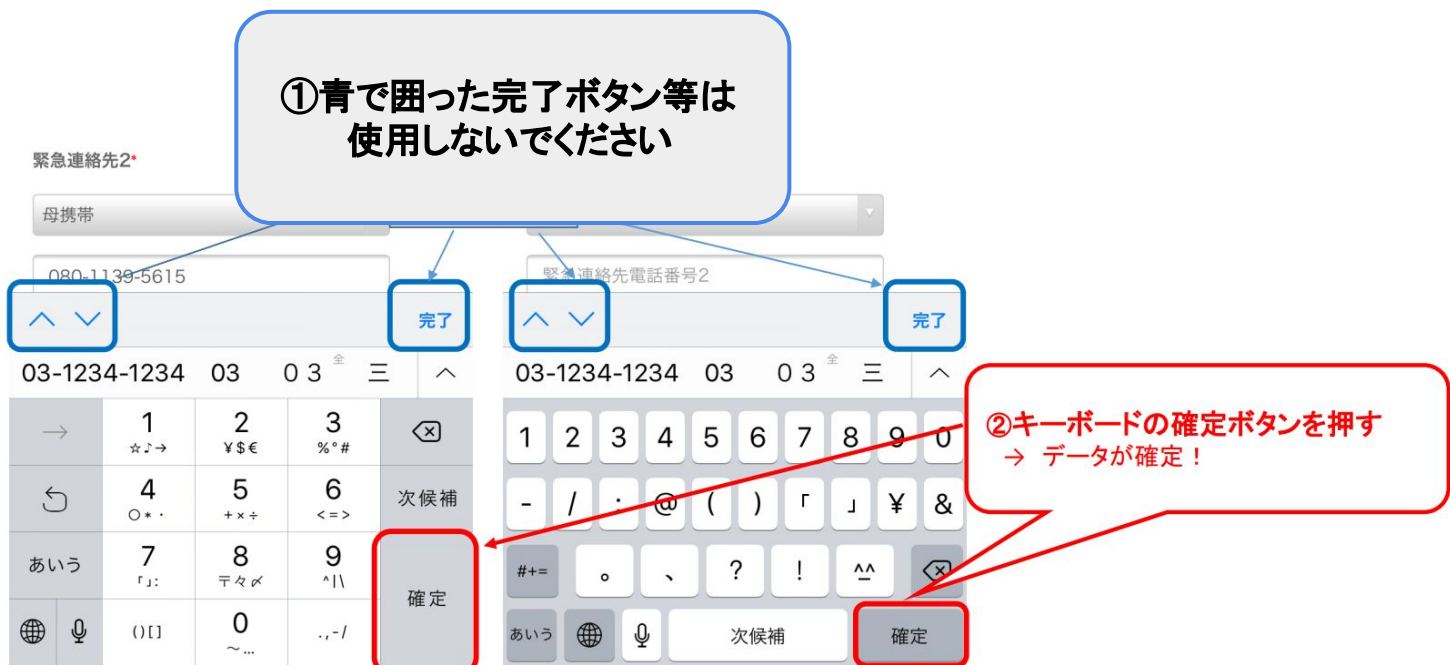 ①青で囲った完了ボタン等は
使用しないでください
緊急連絡先2*
母携帯
080-1139-5615
緊急連絡先電話番号2
完了
完了
03-1234-1234 03 ０３ 全 三
03-1234-1234 03 ０３ 全 三
②キーボードの確定ボタンを押す
→ データが確定！
→ 1 2 3
☆♪→ ¥$€ %°#
4 5 6 次候補
○*・ +×÷ <=>
あいう 7 8 9
「」: 〒々〆 ^|\
確定
()[] 0 .,-/
~…
1 2 3 4 5 6 7 8 9 0
- / : @ ( ) 「 」 ¥ &
#+= 。 、 ? ! ^^
あいう 次候補 確定